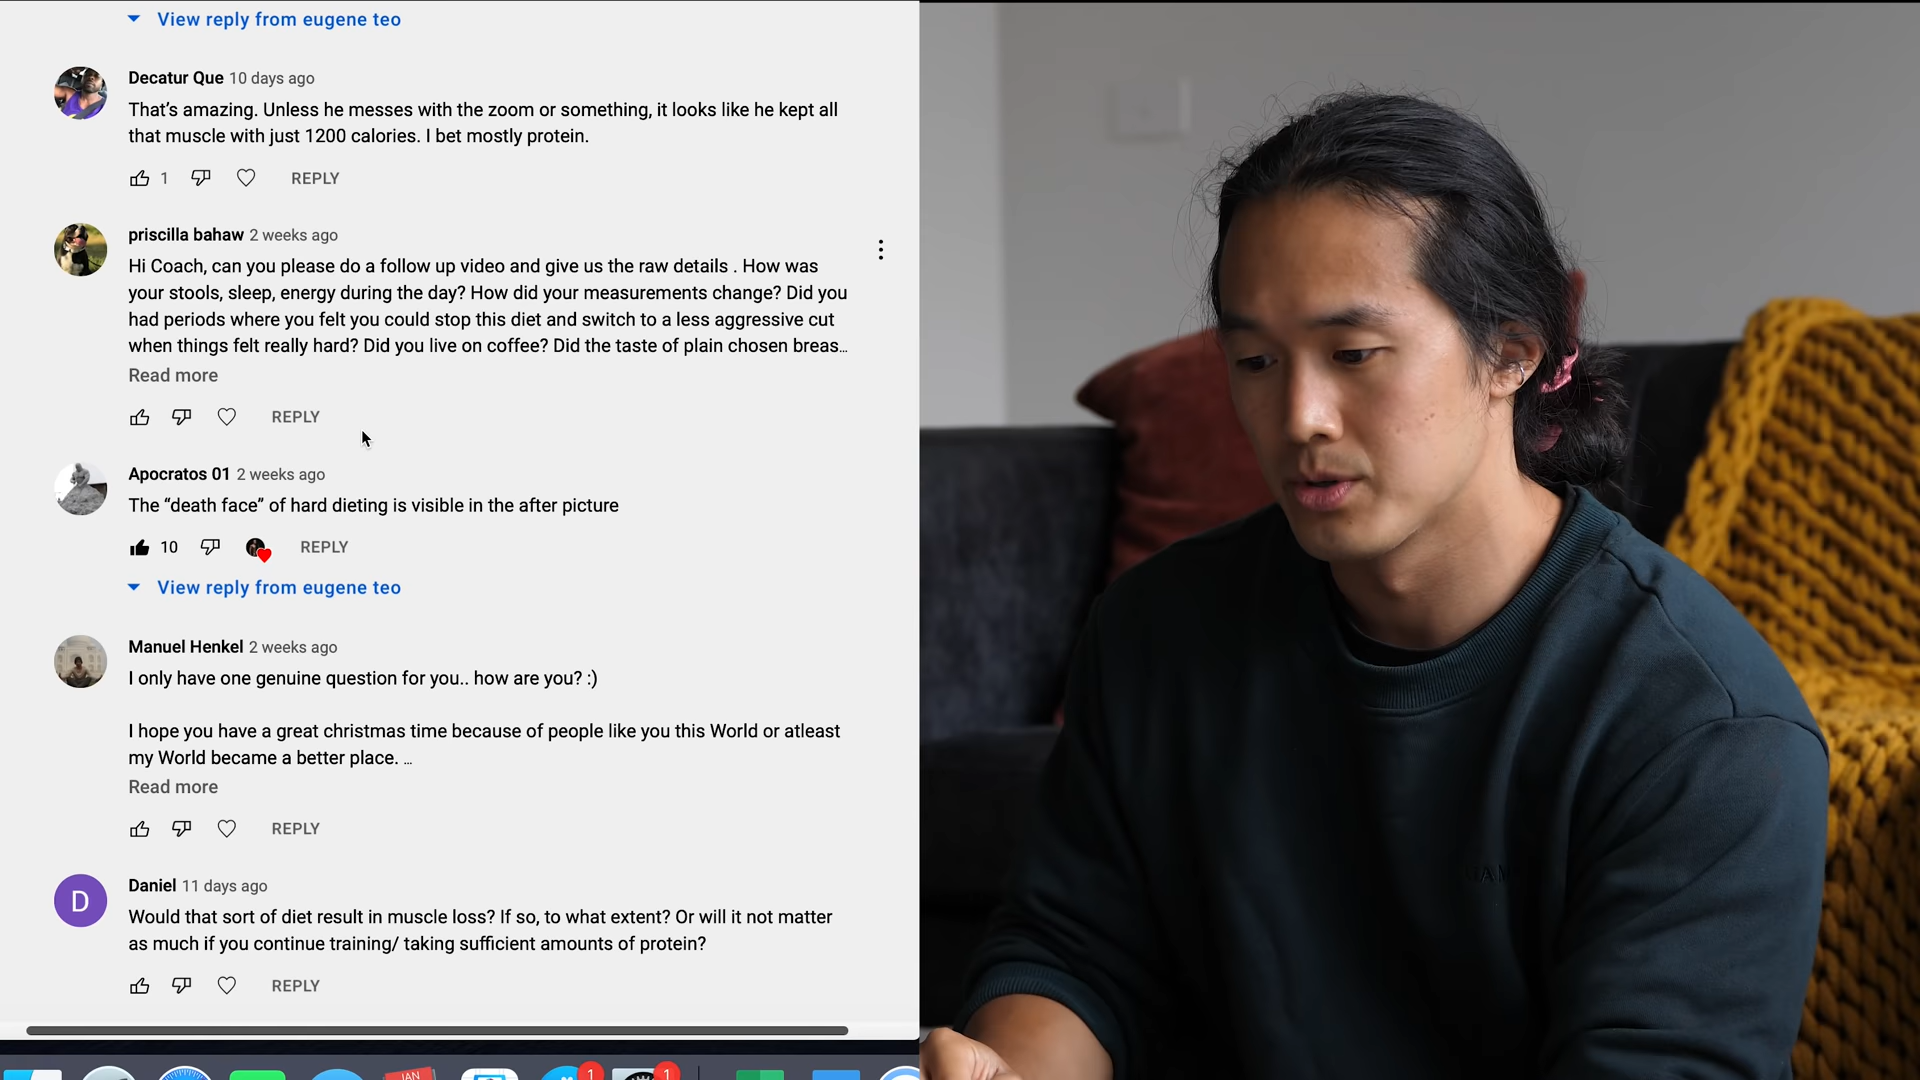 View reply from eugene teo
Decatur Que 10 days ago
That's amazing. Unless he messes with the zoom or something, it looks like he kept all
that muscle with just 1200 calories. I bet mostly protein.
1 REPLY
priscilla bahaw 2 weeks ago
Hi Coach, can you please do a follow up video and give us the raw details . How was
your stools, sleep, energy during the day? How did your measurements change? Did you
had periods where you felt you could stop this diet and switch to a less aggressive cut
when things felt really hard? Did you live on coffee? Did the taste of plain chosen breas…
Read more
REPLY
Apocratos 01 2 weeks ago
The “death face” of hard dieting is visible in the after picture
10 REPLY
View reply from eugene teo
Manuel Henkel 2 weeks ago
I only have one genuine question for you.. how are you? :)
I hope you have a great christmas time because of people like you this World or atleast
my World became a better place. …
Read more
REPLY
D
Daniel 11 days ago
Would that sort of diet result in muscle loss? If so, to what extent? Or will it not matter
as much if you continue training/ taking sufficient amounts of protein?
REPLY
JAN
1
1